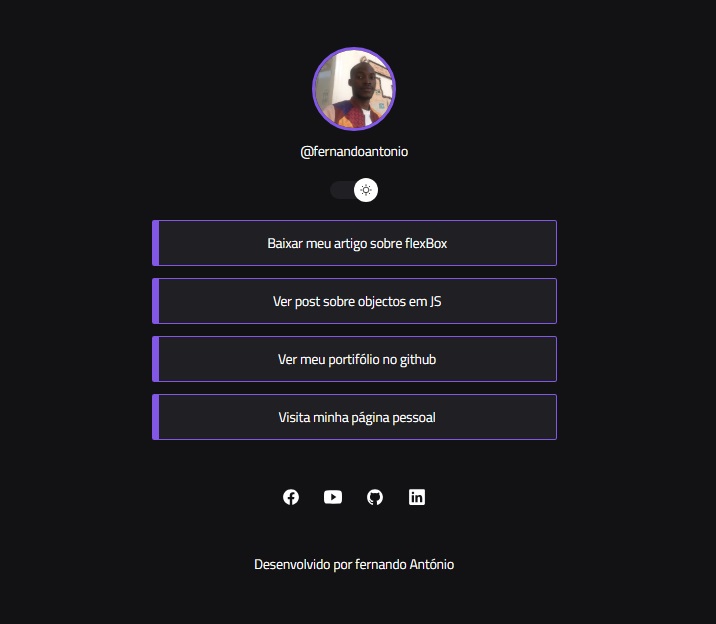 @fernandoantonio
Baixar meu artigo sobre flexBox
Ver post sobre objectos em JS
Ver meu portifólio no github
Visita minha página pessoal
Desenvolvido por fernando António